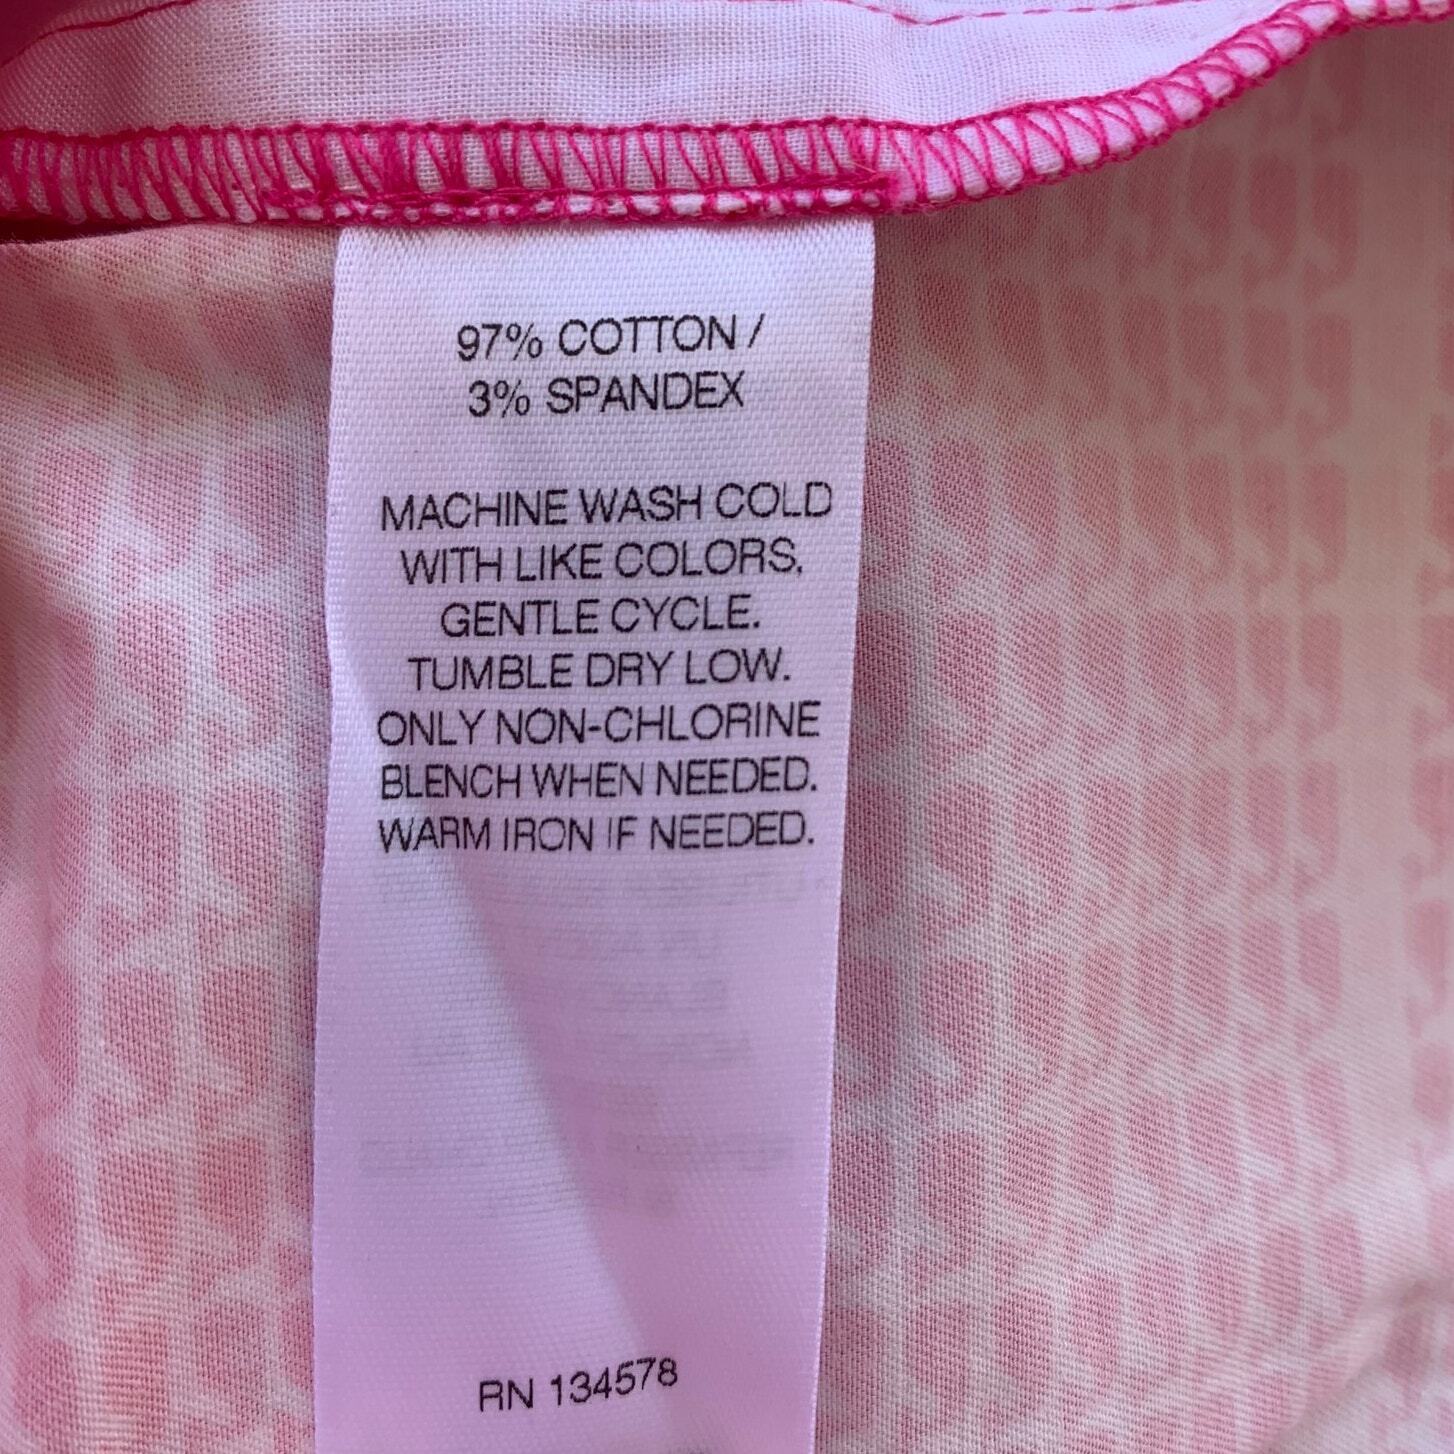 97% COTTON /
3% SPANDEX
MACHINE WASH COLD
WITH LIKE COLORS,
GENTLE CYCLE.
TUMBLE DRY LOW.
ONLY NON-CHLORINE
BLENCH WHEN NEEDED.
WARM IRON IF NEEDED.
RN 134578